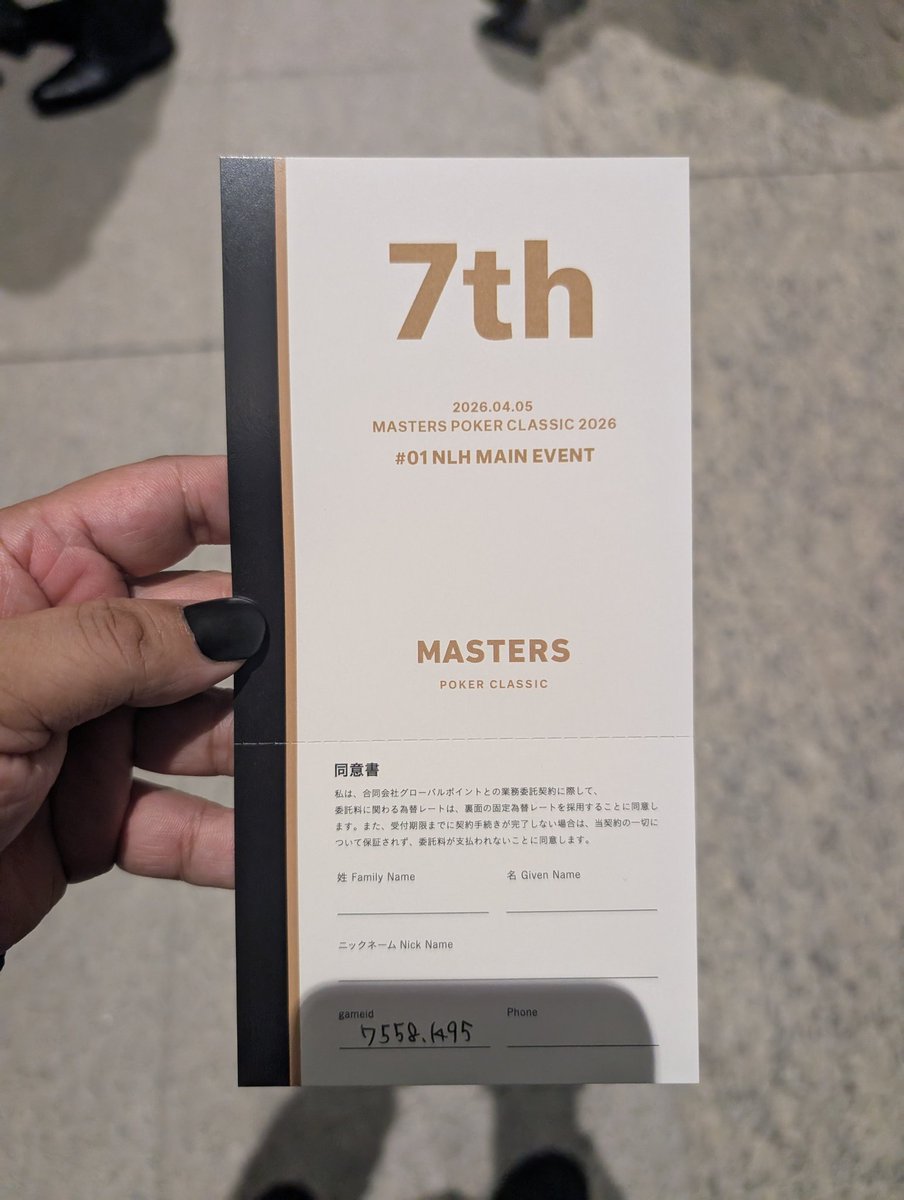 7th
2026.04.05
MASTERS POKER CLASSIC 2026
#01 NLH MAIN EVENT
MASTERS
POKER CLASSIC
同意書
私は、合同会社グローバルポイントとの業務委託契約に際して、
委託料に関わる為替レートは、裏面の固定為替レートを採用することに同意し
ます。また、受付期限までに契約手続きが完了しない場合は、当契約の一切に
ついて保証されず、委託料が支払われないことに同意します。
姓 Family Name 名 Given Name
ニックネーム Nick Name
gameid Phone